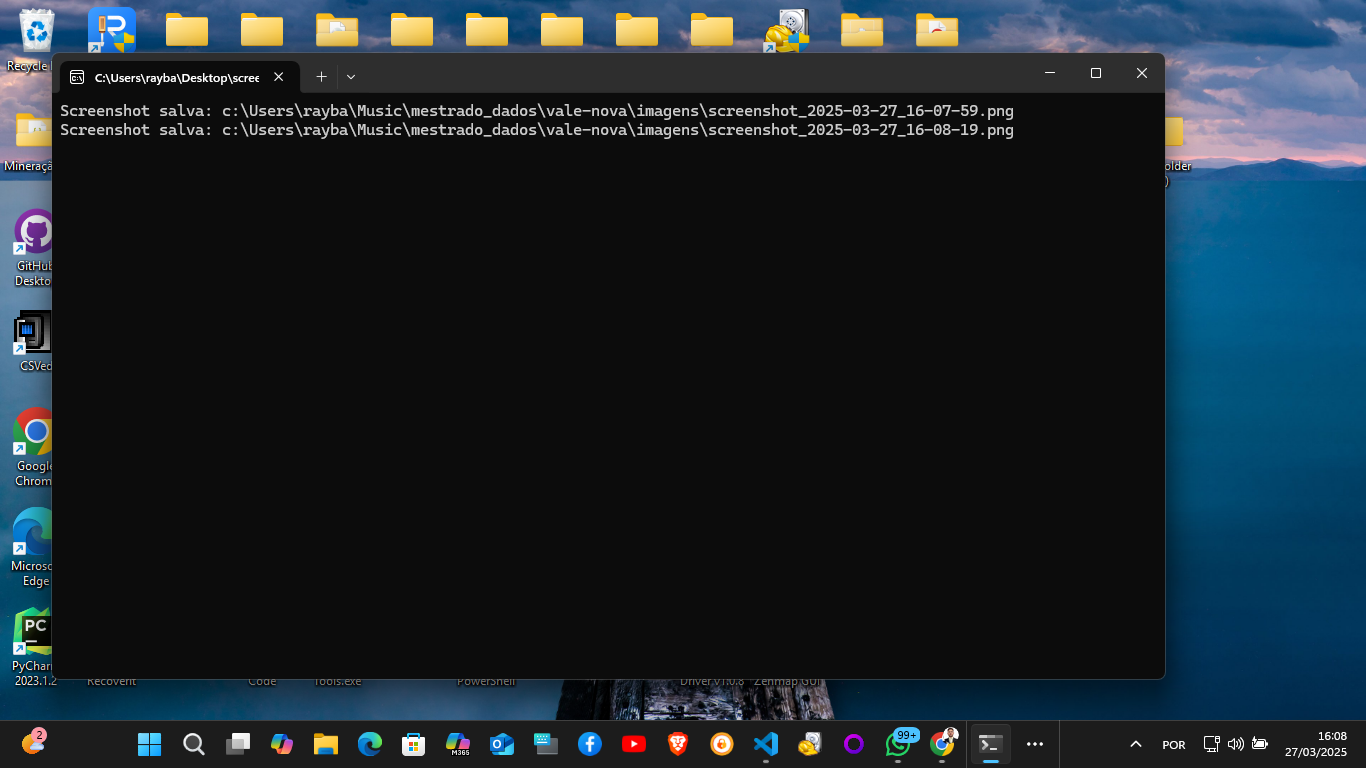 Recycle
C:\Users\rayba\Desktop\scree
Screenshot salva: c:\Users\rayba\Music\mestrado_dados\vale-nova\imagens\screenshot_2025-03-27_16-07-59.png
Screenshot salva: c:\Users\rayba\Music\mestrado_dados\vale-nova\imagens\screenshot_2025-03-27_16-08-19.png
Mineraçã
older
)
GitHub
Deskto
CSVed
Google
Chrom
Microso
Edge
PC
PyChar
2023.1.2
Recoverit
Code
Tools.exe
PowerShell
Driver v1.0.8
Zenmap GUI
2
M365
99+
POR
16:08
27/03/2025